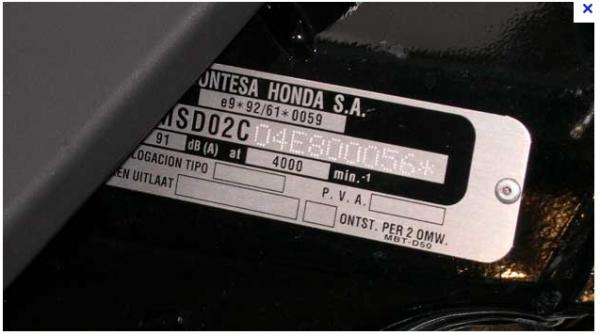 ONTESA HONDA S.A.
e9*92/61*0059
SD02C04E800056*
91 dB (A) at 4000 min.-1
LOGACION TIPO
P. V. A.
EN UITLAAT
ONTST. PER 2 OMW.
MBT-D50